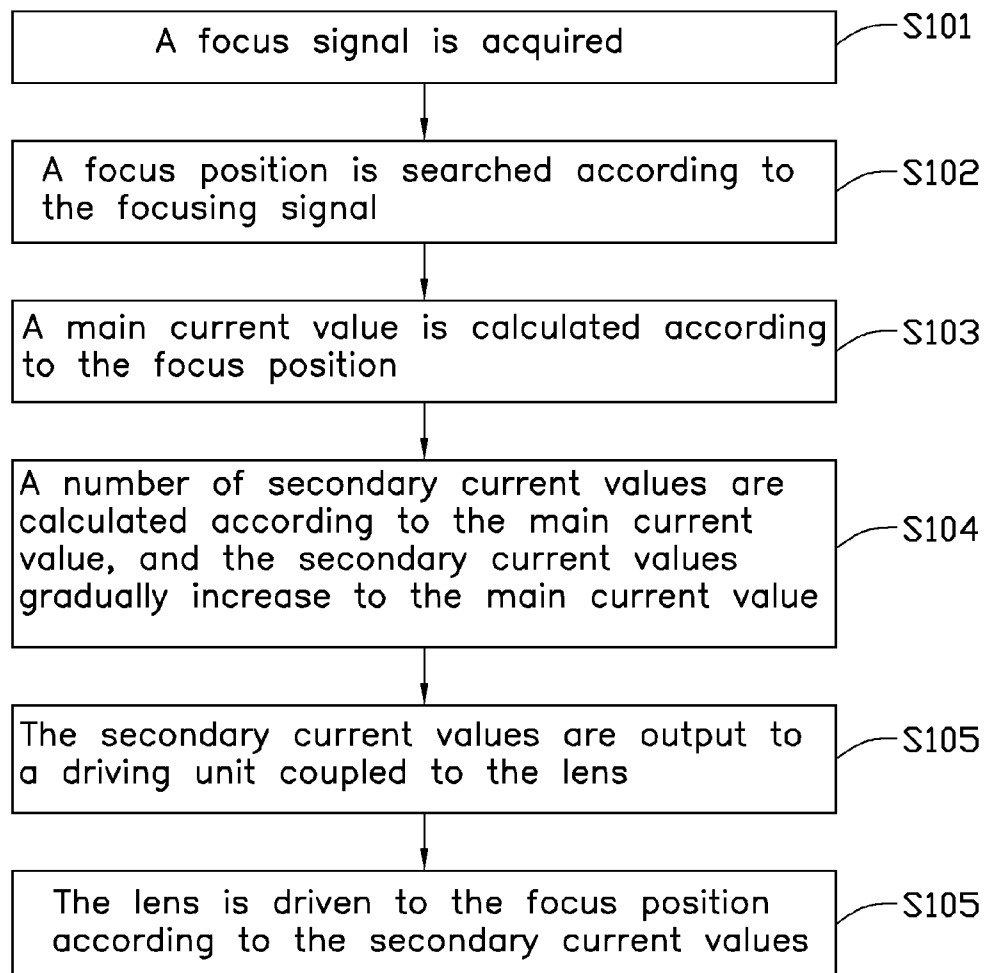 A focus signal is acquired
S101
A focus position is searched according to
the focusing signal
S102
A main current value is calculated according
to the focus position
S103
A number of secondary current values are
calculated according to the main current
value, and the secondary current values
gradually increase to the main current value
S104
The secondary current values are output to
a driving unit coupled to the lens
S105
The lens is driven to the focus position
according to the secondary current values
S105